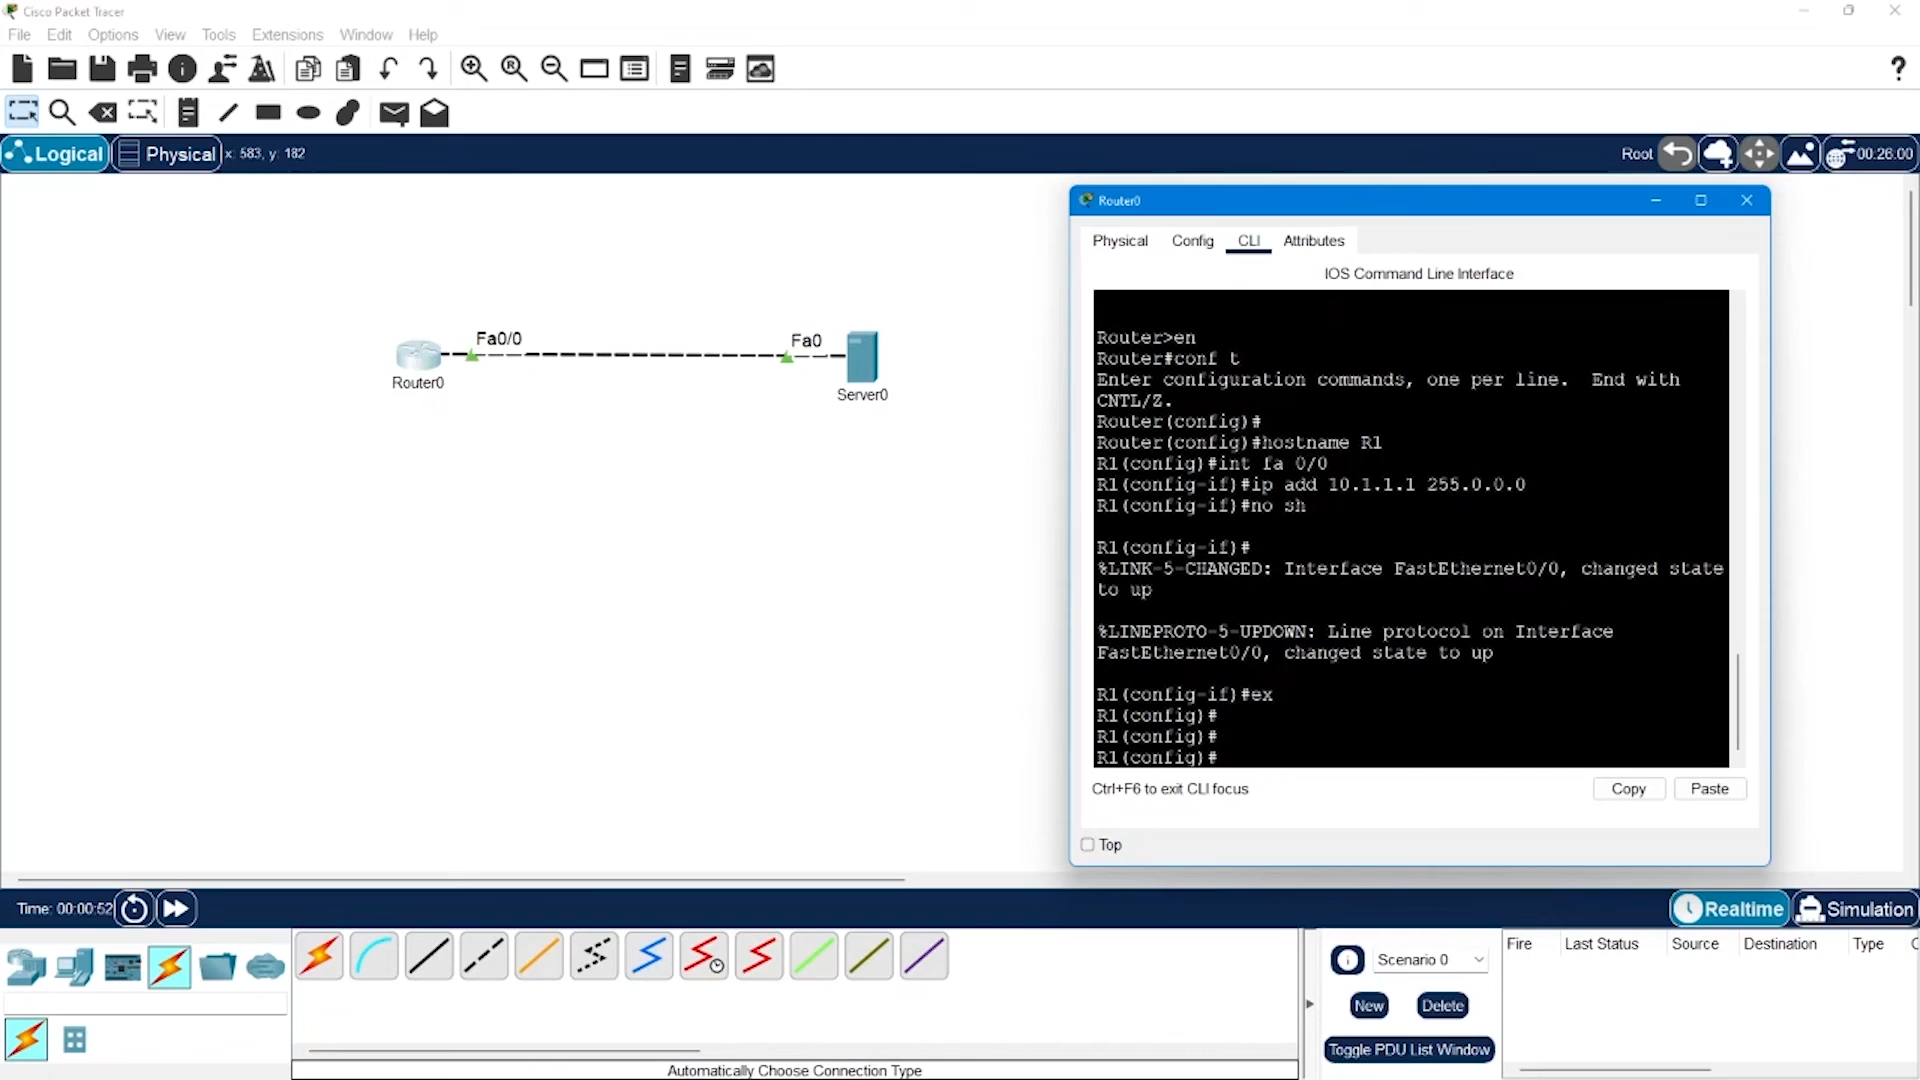 Cisco Packet Tracer
File Edit Options View Tools Extensions Window Help
?
Logical Physical x: 583, y: 182 Root 00:26:00
Router0
Physical Config CLI Attributes
IOS Command Line Interface
Router>en
Router#conf t
Enter configuration commands, one per line. End with
CNTL/Z.
Router(config)#
Router(config)#hostname R1
R1(config)#int fa 0/0
R1(config-if)#ip add 10.1.1.1 255.0.0.0
R1(config-if)#no sh
R1(config-if)#
%LINK-5-CHANGED: Interface FastEthernet0/0, changed state
to up
%LINEPROTO-5-UPDOWN: Line protocol on Interface
FastEthernet0/0, changed state to up
R1(config-if)#ex
R1(config)#
R1(config)#
R1(config)#
Ctrl+F6 to exit CLI focus Copy Paste
Top
Fa0/0 Fa0
Router0
Server0
Time: 00:00:52 Realtime Simulation
Fire Last Status Source Destination Type C
Scenario 0
New Delete
Toggle PDU List Window
Automatically Choose Connection Type